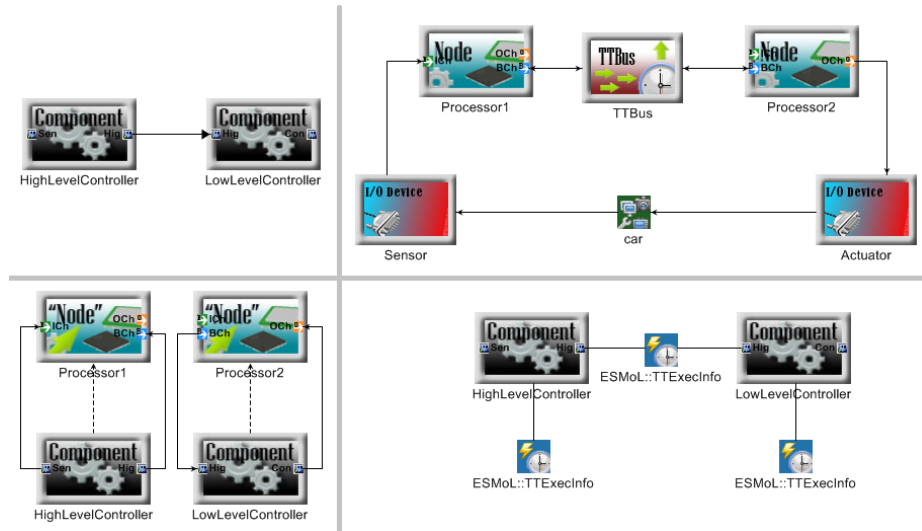 Component
Sen Hig
HighLevelController
Component
Hig Con
LowLevelController
Node
ICh OCh
BCh
Processor1
TTBus
TTBus
Node
ICh OCh
BCh
Processor2
I/O Device
Sensor
car
I/O Device
Actuator
"Node"
ICh OCh
BCh
Processor1
"Node"
ICh OCh
BCh
Processor2
Component
Sen Hig
HighLevelController
Component
Hig Con
LowLevelController
Component
Sen Hig
HighLevelController
ESMoL::TTExecInfo
Component
Hig Con
LowLevelController
ESMoL::TTExecInfo
ESMoL::TTExecInfo